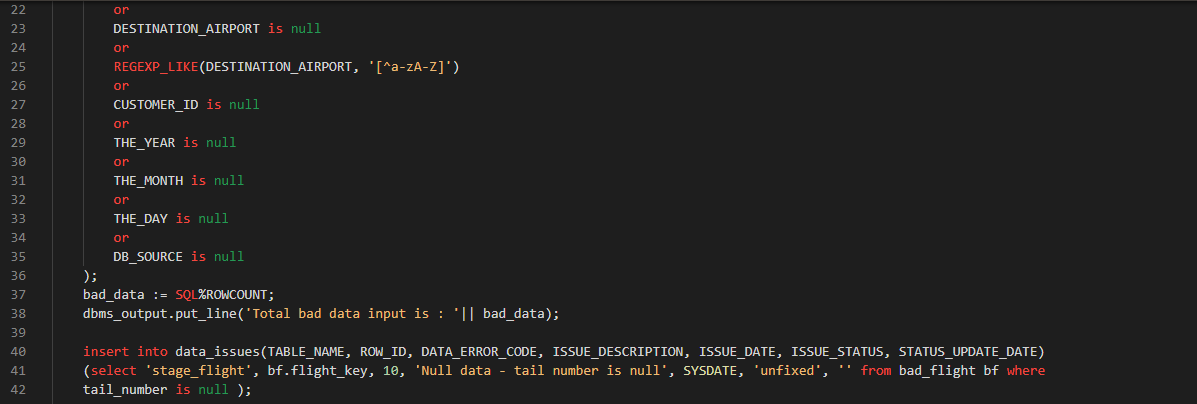 22 or
23 DESTINATION_AIRPORT is null
24 or
25 REGEXP_LIKE(DESTINATION_AIRPORT, '[^a-zA-Z]')
26 or
27 CUSTOMER_ID is null
28 or
29 THE_YEAR is null
30 or
31 THE_MONTH is null
32 or
33 THE_DAY is null
34 or
35 DB_SOURCE is null
36 );
37 bad_data := SQL%ROWCOUNT;
38 dbms_output.put_line('Total bad data input is : '|| bad_data);
39
40 insert into data_issues(TABLE_NAME, ROW_ID, DATA_ERROR_CODE, ISSUE_DESCRIPTION, ISSUE_DATE, ISSUE_STATUS, STATUS_UPDATE_DATE)
41 (select 'stage_flight', bf.flight_key, 10, 'Null data - tail number is null', SYSDATE, 'unfixed', '' from bad_flight bf where
42 tail_number is null );